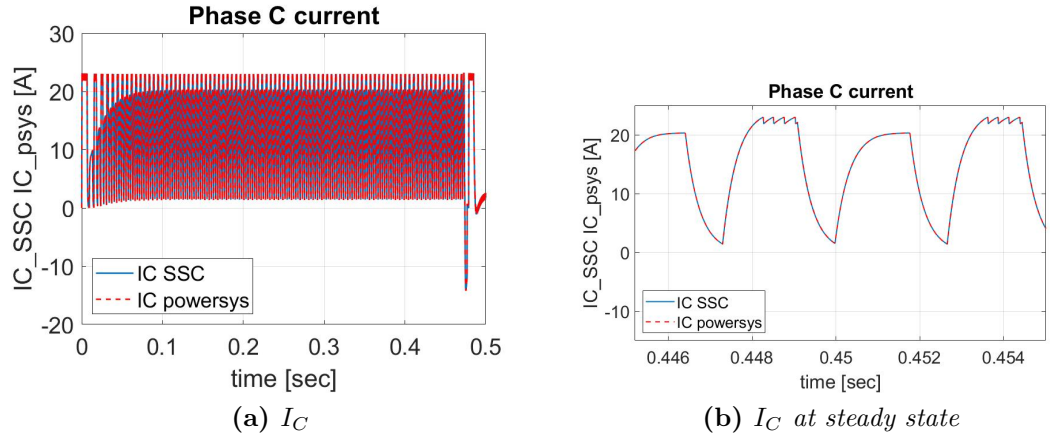 Phase C current
30
20
10
0
-10
-20
IC_SSC IC_psys [A]
IC SSC
IC powersys
0 0.1 0.2 0.3 0.4 0.5
time [sec]
(a) I_C
Phase C current
20
10
0
-10
IC_SSC IC_psys [A]
IC SSC
IC powersys
0.446 0.448 0.45 0.452 0.454
time [sec]
(b) I_C at steady state